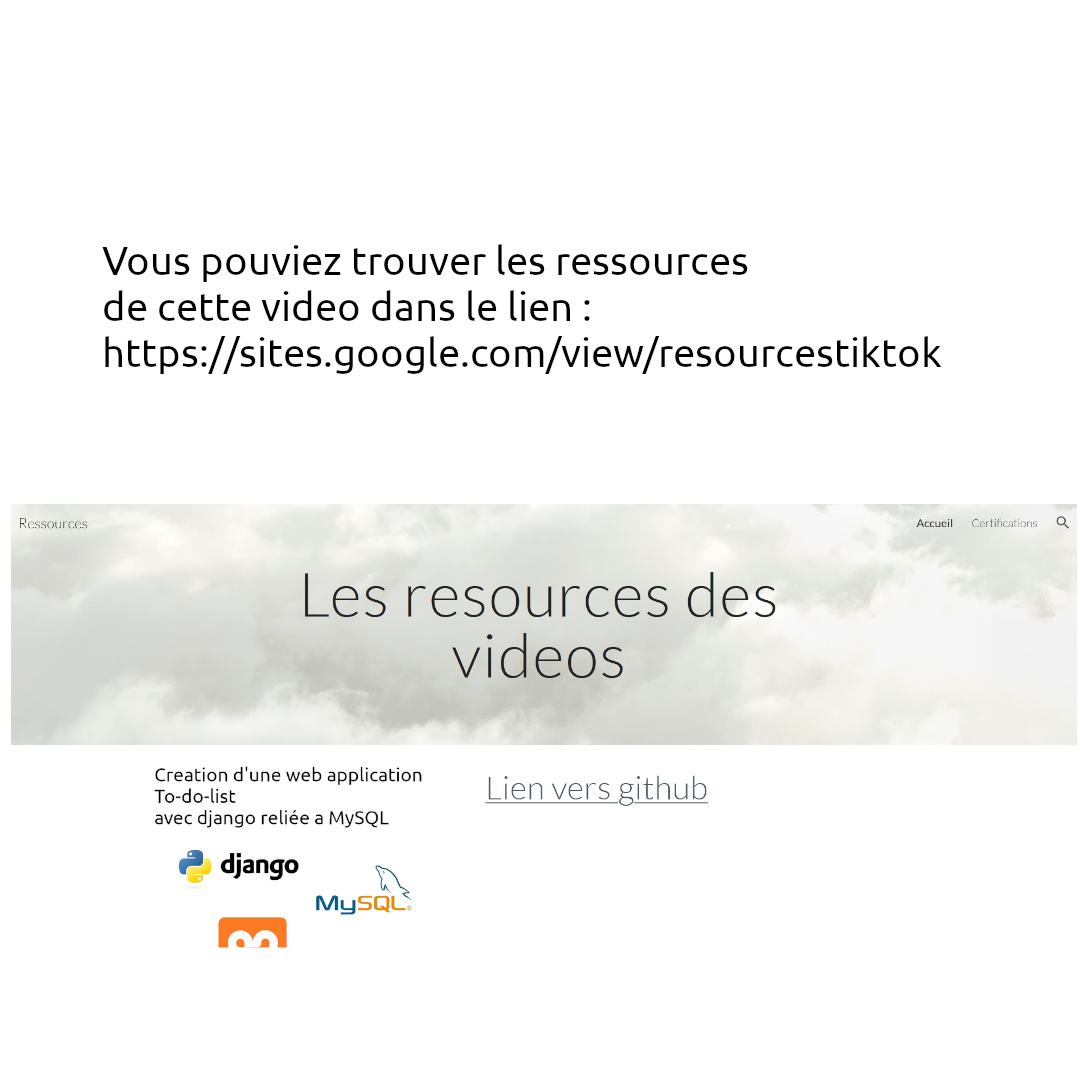 Vous pouviez trouver les ressources
de cette video dans le lien :
https://sites.google.com/view/resourcestiktok
Ressources
Accueil
Certifications
Les resources des
videos
Creation d'une web application
To-do-list
avec django reliée a MySQL
Lien vers github
django
MySQL®